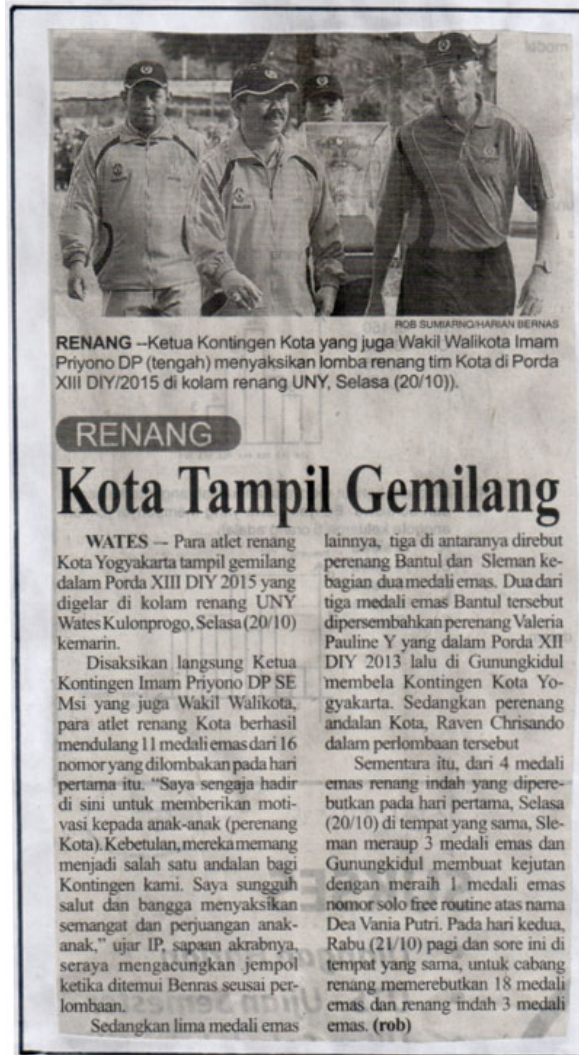 ROB SUMIARNO/HARIAN BERNAS
RENANG --Ketua Kontingen Kota yang juga Wakil Walikota Imam
Priyono DP (tengah) menyaksikan lomba renang tim Kota di Porda
XIII DIY/2015 di kolam renang UNY, Selasa (20/10)).
RENANG
Kota Tampil Gemilang
WATES — Para atlet renang
Kota Yogyakarta tampil gemilang
dalam Porda XIII DIY 2015 yang
digelar di kolam renang UNY
Wates Kulonprogo, Selasa (20/10)
kemarin.
Disaksikan langsung Ketua
Kontingen Imam Priyono DP SE
Msi yang juga Wakil Walikota,
para atlet renang Kota berhasil
mendulang 11 medali emas dari 16
nomor yang dilombakan pada hari
pertama itu. “Saya sengaja hadir
di sini untuk memberikan moti-
vasi kepada anak-anak (perenang
Kota). Kebetulan, mereka memang
menjadi salah satu andalan bagi
Kontingen kami. Saya sungguh
salut dan bangga menyaksikan
semangat dan perjuangan anak-
anak,” ujar IP, sapaan akrabnya,
seraya mengacungkan jempol
ketika ditemui Benras seusai per-
lombaan.
Sedangkan lima medali emas
lainnya, tiga di antaranya direbut
perenang Bantul dan Sleman ke-
bagian dua medali emas. Dua dari
tiga medali emas Bantul tersebut
dipersembahkan perenang Valeria
Pauline Y yang dalam Porda XII
DIY 2013 lalu di Gunungkidul
membela Kontingen Kota Yo-
gyakarta. Sedangkan perenang
andalan Kota, Raven Chrisando
dalam perlombaan tersebut
Sementara itu, dari 4 medali
emas renang indah yang dipere-
butkan pada hari pertama, Selasa
(20/10) di tempat yang sama, Sle-
man meraup 3 medali emas dan
Gunungkidul membuat kejutan
dengan meraih 1 medali emas
nomor solo free routine atas nama
Dea Vania Putri. Pada hari kedua,
Rabu (21/10) pagi dan sore ini di
tempat yang sama, untuk cabang
renang memerebutkan 18 medali
emas dan renang indah 3 medali
emas. (rob)